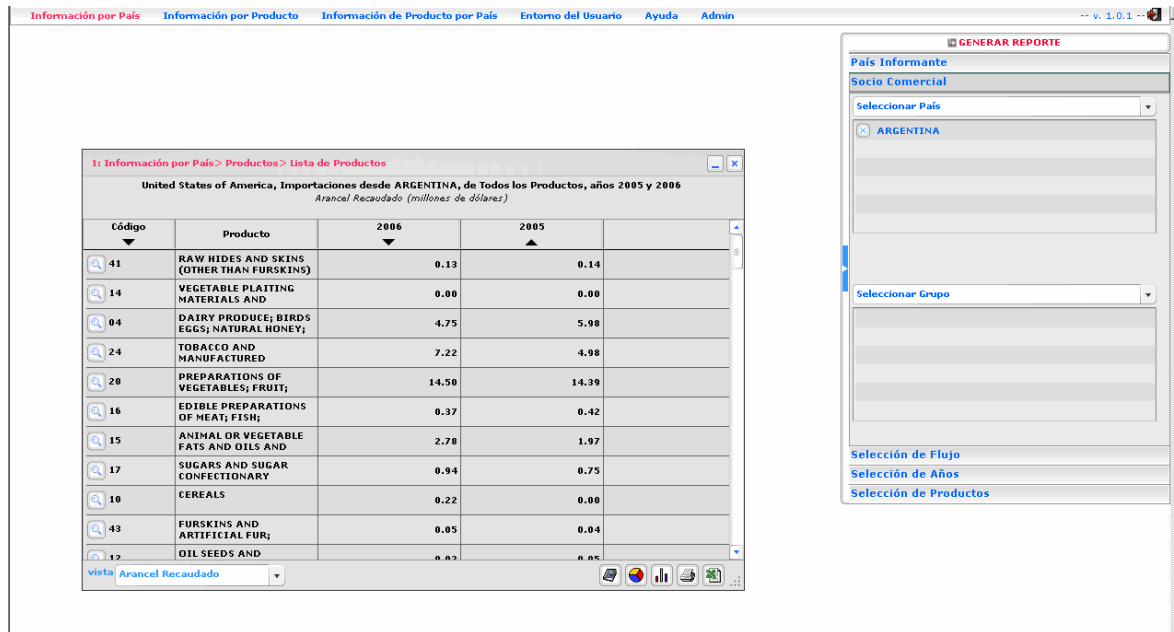 Información por País Información por Producto Información de Producto por País Entorno del Usuario Ayuda Admin -- v. 1.0.1 --
GENERAR REPORTE
País Informante
Socio Comercial
Seleccionar País
ARGENTINA
Seleccionar Grupo
Selección de Flujo
Selección de Años
Selección de Productos
1: Información por País> Productos> Lista de Productos
United States of America, Importaciones desde ARGENTINA, de Todos los Productos, años 2005 y 2006
Arancel Recaudado (millones de dólares)
Código Producto 2006 2005
41 RAW HIDES AND SKINS 0.13 0.14
(OTHER THAN FURSKINS)
14 VEGETABLE PLAITING 0.00 0.00
MATERIALS AND
04 DAIRY PRODUCE; BIRDS 4.75 5.98
EGGS; NATURAL HONEY;
24 TOBACCO AND 7.22 4.98
MANUFACTURED
20 PREPARATIONS OF 14.50 14.39
VEGETABLES; FRUIT;
16 EDIBLE PREPARATIONS 0.37 0.42
OF MEAT; FISH;
15 ANIMAL OR VEGETABLE 2.78 1.97
FATS AND OILS AND
17 SUGARS AND SUGAR 0.94 0.75
CONFECTIONARY
10 CEREALS 0.22 0.00
43 FURSKINS AND 0.05 0.04
ARTIFICIAL FUR;
12 OIL SEEDS AND
vista Arancel Recaudado